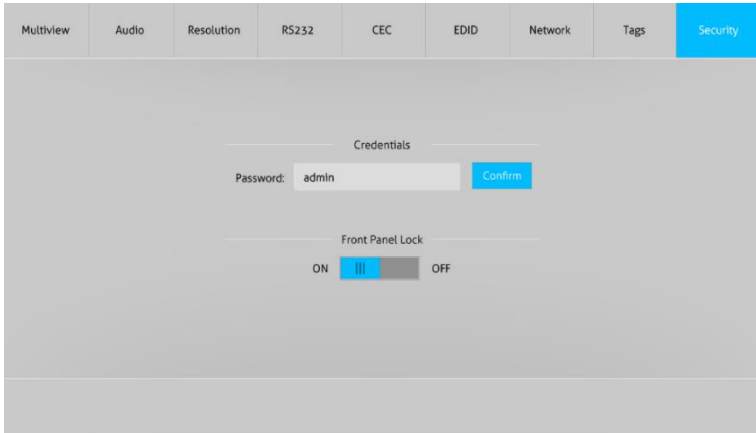 Multiview Audio Resolution RS232 CEC EDID Network Tags Security
Credentials
Password: admin Confirm
Front Panel Lock
ON OFF